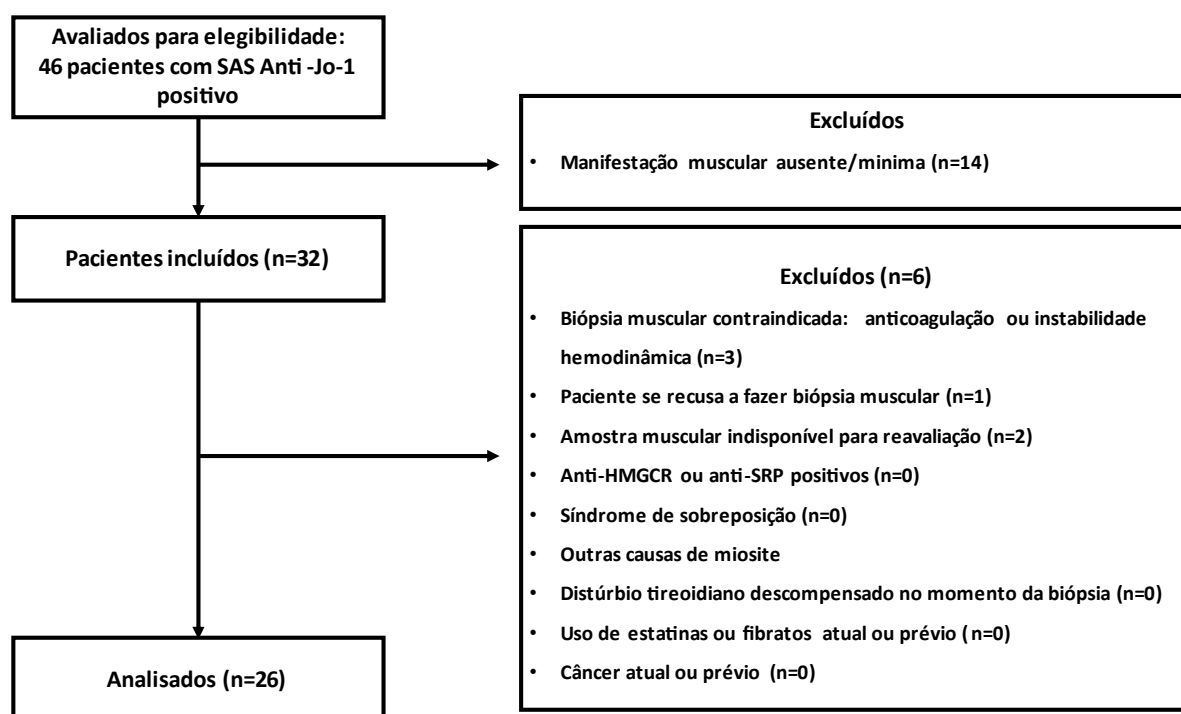 Avaliados para elegibilidade:
46 pacientes com SAS Anti -Jo-1
positivo
Excluídos
• Manifestação muscular ausente/minima (n=14)
Pacientes incluídos (n=32)
Excluídos (n=6)
• Biópsia muscular contraindicada: anticoagulação ou instabilidade
hemodinâmica (n=3)
• Paciente se recusa a fazer biópsia muscular (n=1)
• Amostra muscular indisponível para reavaliação (n=2)
• Anti-HMGCR ou anti-SRP positivos (n=0)
• Síndrome de sobreposição (n=0)
• Outras causas de miosite
• Distúrbio tireoidiano descompensado no momento da biópsia (n=0)
• Uso de estatinas ou fibratos atual ou prévio ( n=0)
• Câncer atual ou prévio (n=0)
Analisados (n=26)